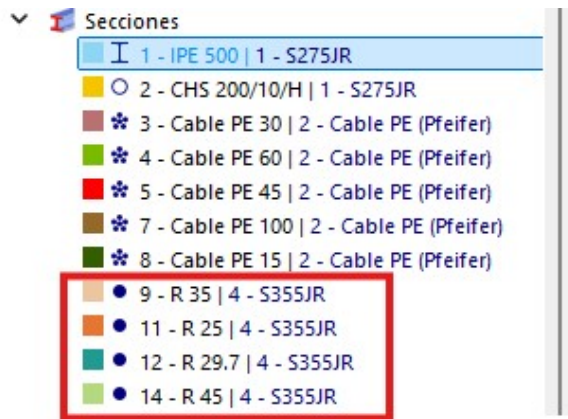 Secciones
1 - IPE 500 | 1 - S275JR
2 - CHS 200/10/H | 1 - S275JR
3 - Cable PE 30 | 2 - Cable PE (Pfeifer)
4 - Cable PE 60 | 2 - Cable PE (Pfeifer)
5 - Cable PE 45 | 2 - Cable PE (Pfeifer)
7 - Cable PE 100 | 2 - Cable PE (Pfeifer)
8 - Cable PE 15 | 2 - Cable PE (Pfeifer)
9 - R 35 | 4 - S355JR
11 - R 25 | 4 - S355JR
12 - R 29.7 | 4 - S355JR
14 - R 45 | 4 - S355JR